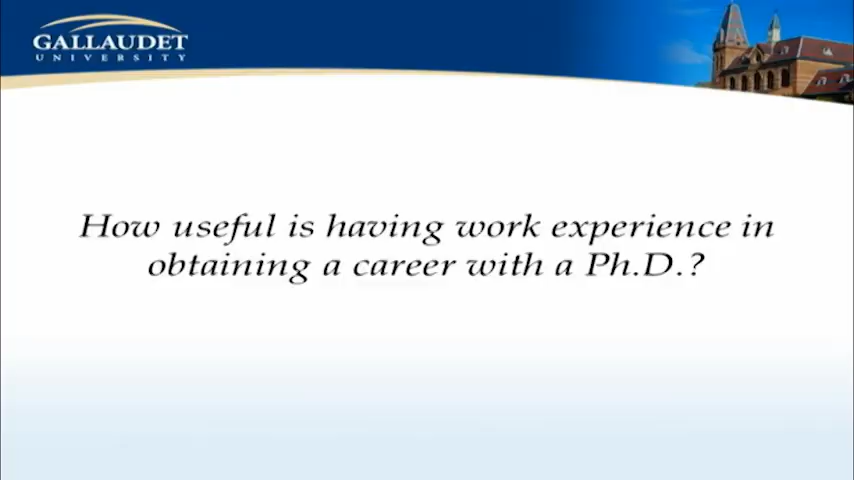 GALLAUDET
UNIVERSITY
How useful is having work experience in
obtaining a career with a Ph.D.?